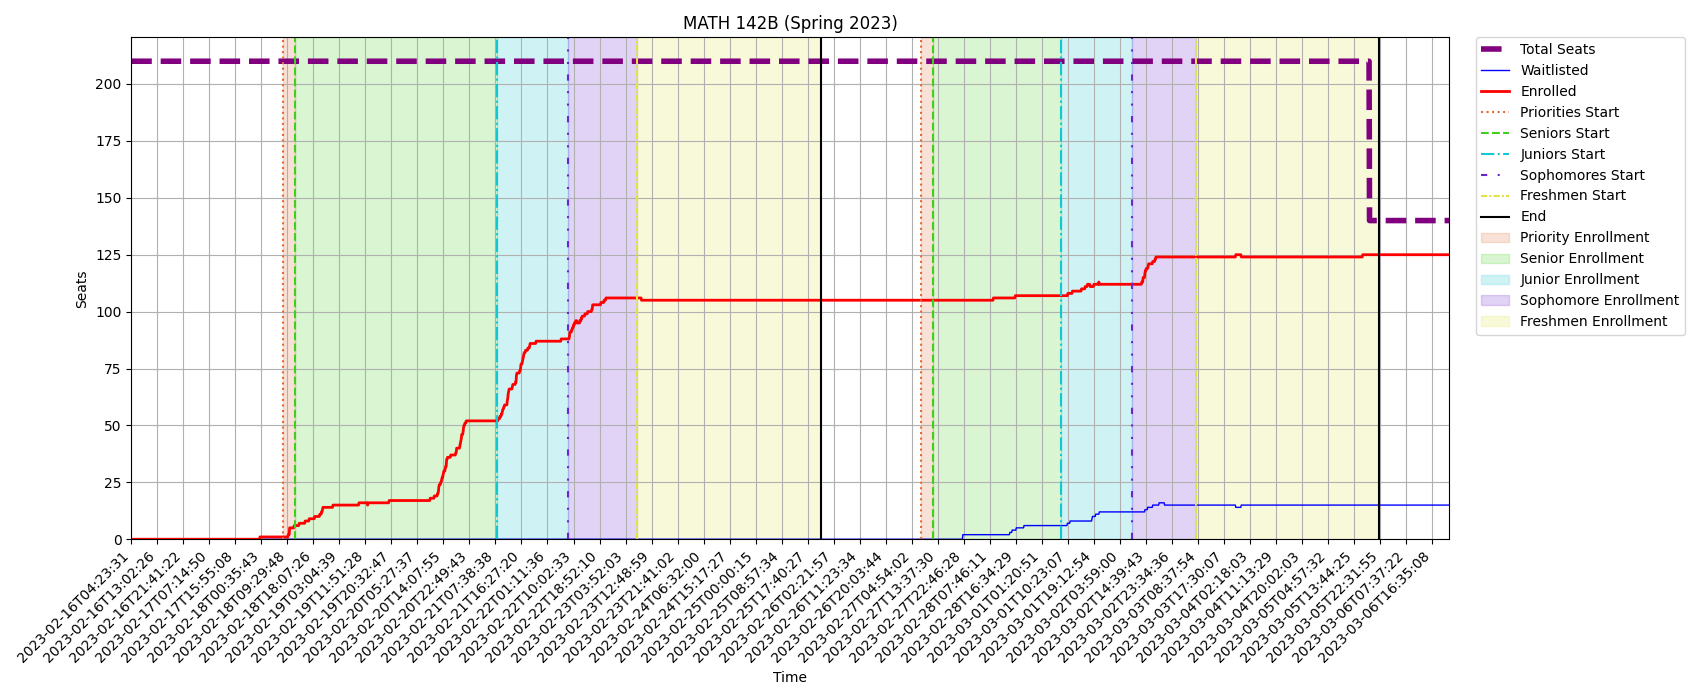 MATH 142B (Spring 2023)
Total Seats
Waitlisted
Enrolled
Priorities Start
Seniors Start
Juniors Start
Sophomores Start
Freshmen Start
End
Priority Enrollment
Senior Enrollment
Junior Enrollment
Sophomore Enrollment
Freshmen Enrollment
Seats
200
175
150
125
100
75
50
25
0
2023-02-16T04:23:31
2023-02-16T13:02:26
2023-02-16T21:41:22
2023-02-17T07:14:50
2023-02-17T15:55:08
2023-02-18T00:35:43
2023-02-18T09:29:48
2023-02-18T18:07:26
2023-02-19T03:04:39
2023-02-19T11:51:28
2023-02-19T20:32:47
2023-02-20T05:27:37
2023-02-20T14:07:55
2023-02-20T22:49:43
2023-02-21T07:38:38
2023-02-21T16:27:20
2023-02-22T01:11:36
2023-02-22T10:02:33
2023-02-22T18:52:10
2023-02-23T03:52:03
2023-02-23T12:48:59
2023-02-23T21:41:02
2023-02-24T06:32:00
2023-02-24T15:17:27
2023-02-25T00:00:15
2023-02-25T08:57:34
2023-02-25T17:40:27
2023-02-26T02:21:57
2023-02-26T11:23:34
2023-02-26T20:03:44
2023-02-27T04:54:02
2023-02-27T13:37:30
2023-02-27T22:46:28
2023-02-28T07:46:11
2023-02-28T16:34:29
2023-03-01T01:20:51
2023-03-01T10:23:07
2023-03-01T19:12:54
2023-03-02T03:59:00
2023-03-02T14:39:43
2023-03-02T23:34:36
2023-03-03T08:37:54
2023-03-03T17:30:07
2023-03-04T02:18:03
2023-03-04T11:13:29
2023-03-04T20:02:03
2023-03-05T04:57:32
2023-03-05T13:44:25
2023-03-05T22:31:55
2023-03-06T07:37:22
2023-03-06T16:35:08
Time